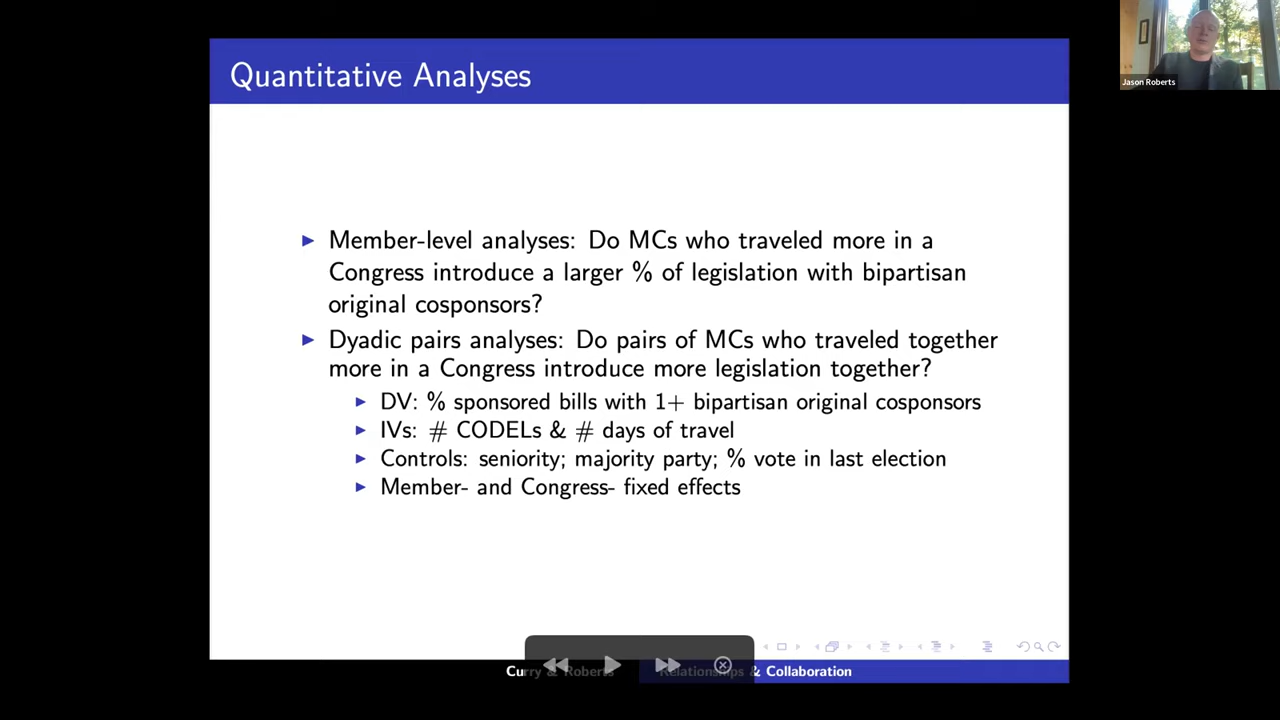 Quantitative Analyses
Jason Roberts
Member-level analyses: Do MCs who traveled more in a
Congress introduce a larger % of legislation with bipartisan
original cosponsors?
Dyadic pairs analyses: Do pairs of MCs who traveled together
more in a Congress introduce more legislation together?
DV: % sponsored bills with 1+ bipartisan original cosponsors
IVs: # CODELs & # days of travel
Controls: seniority; majority party; % vote in last election
Member- and Congress- fixed effects
Curry & Roberts
Relationships & Collaboration